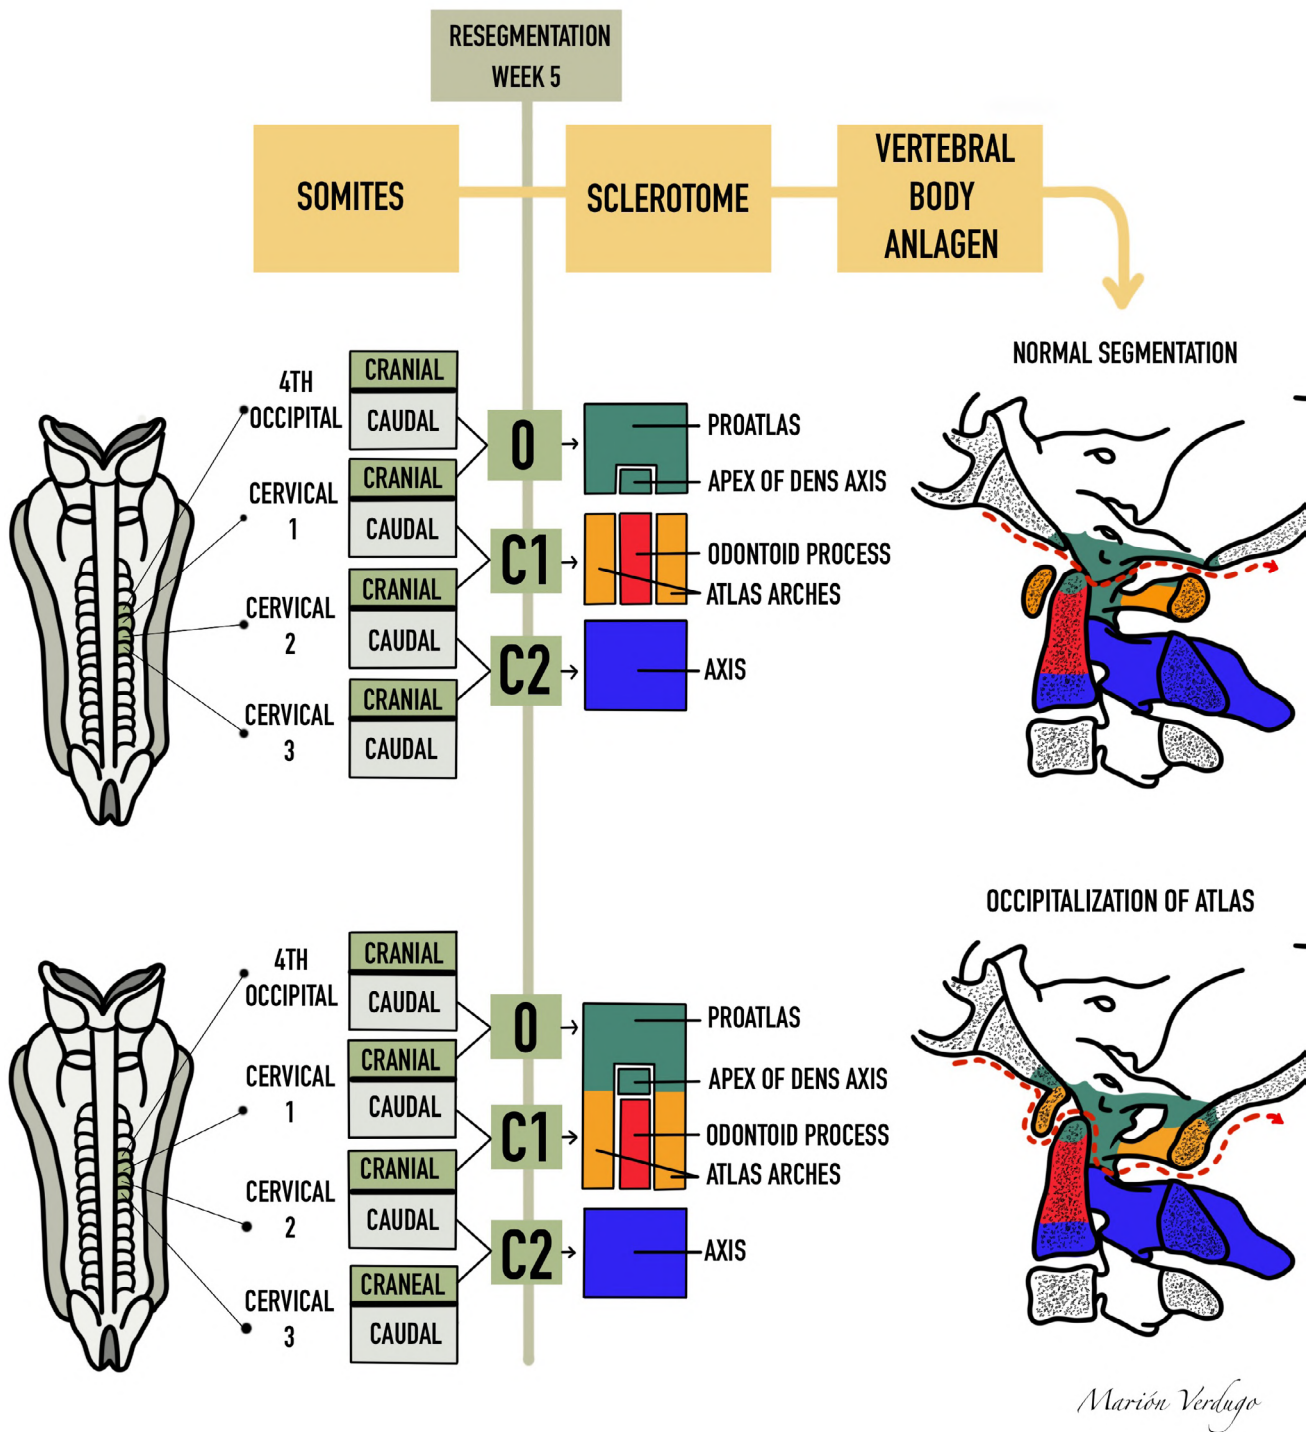 RESEGMENTATION
WEEK 5
SOMITES
SCLEROTOME
VERTEBRAL
BODY
ANLAGEN
NORMAL SEGMENTATION
4TH
OCCIPITAL
CERVICAL
1
CERVICAL
2
CERVICAL
3
CRANIAL
CAUDAL
CRANIAL
CAUDAL
CRANIAL
CAUDAL
CRANIAL
CAUDAL
O
C1
C2
PROATLAS
APEX OF DENS AXIS
ODONTOID PROCESS
ATLAS ARCHES
AXIS
OCCIPITALIZATION OF ATLAS
4TH
OCCIPITAL
CERVICAL
1
CERVICAL
2
CERVICAL
3
CRANIAL
CAUDAL
CRANIAL
CAUDAL
CRANIAL
CAUDAL
CRANEAL
CAUDAL
O
C1
C2
PROATLAS
APEX OF DENS AXIS
ODONTOID PROCESS
ATLAS ARCHES
AXIS
Marión Verdugo